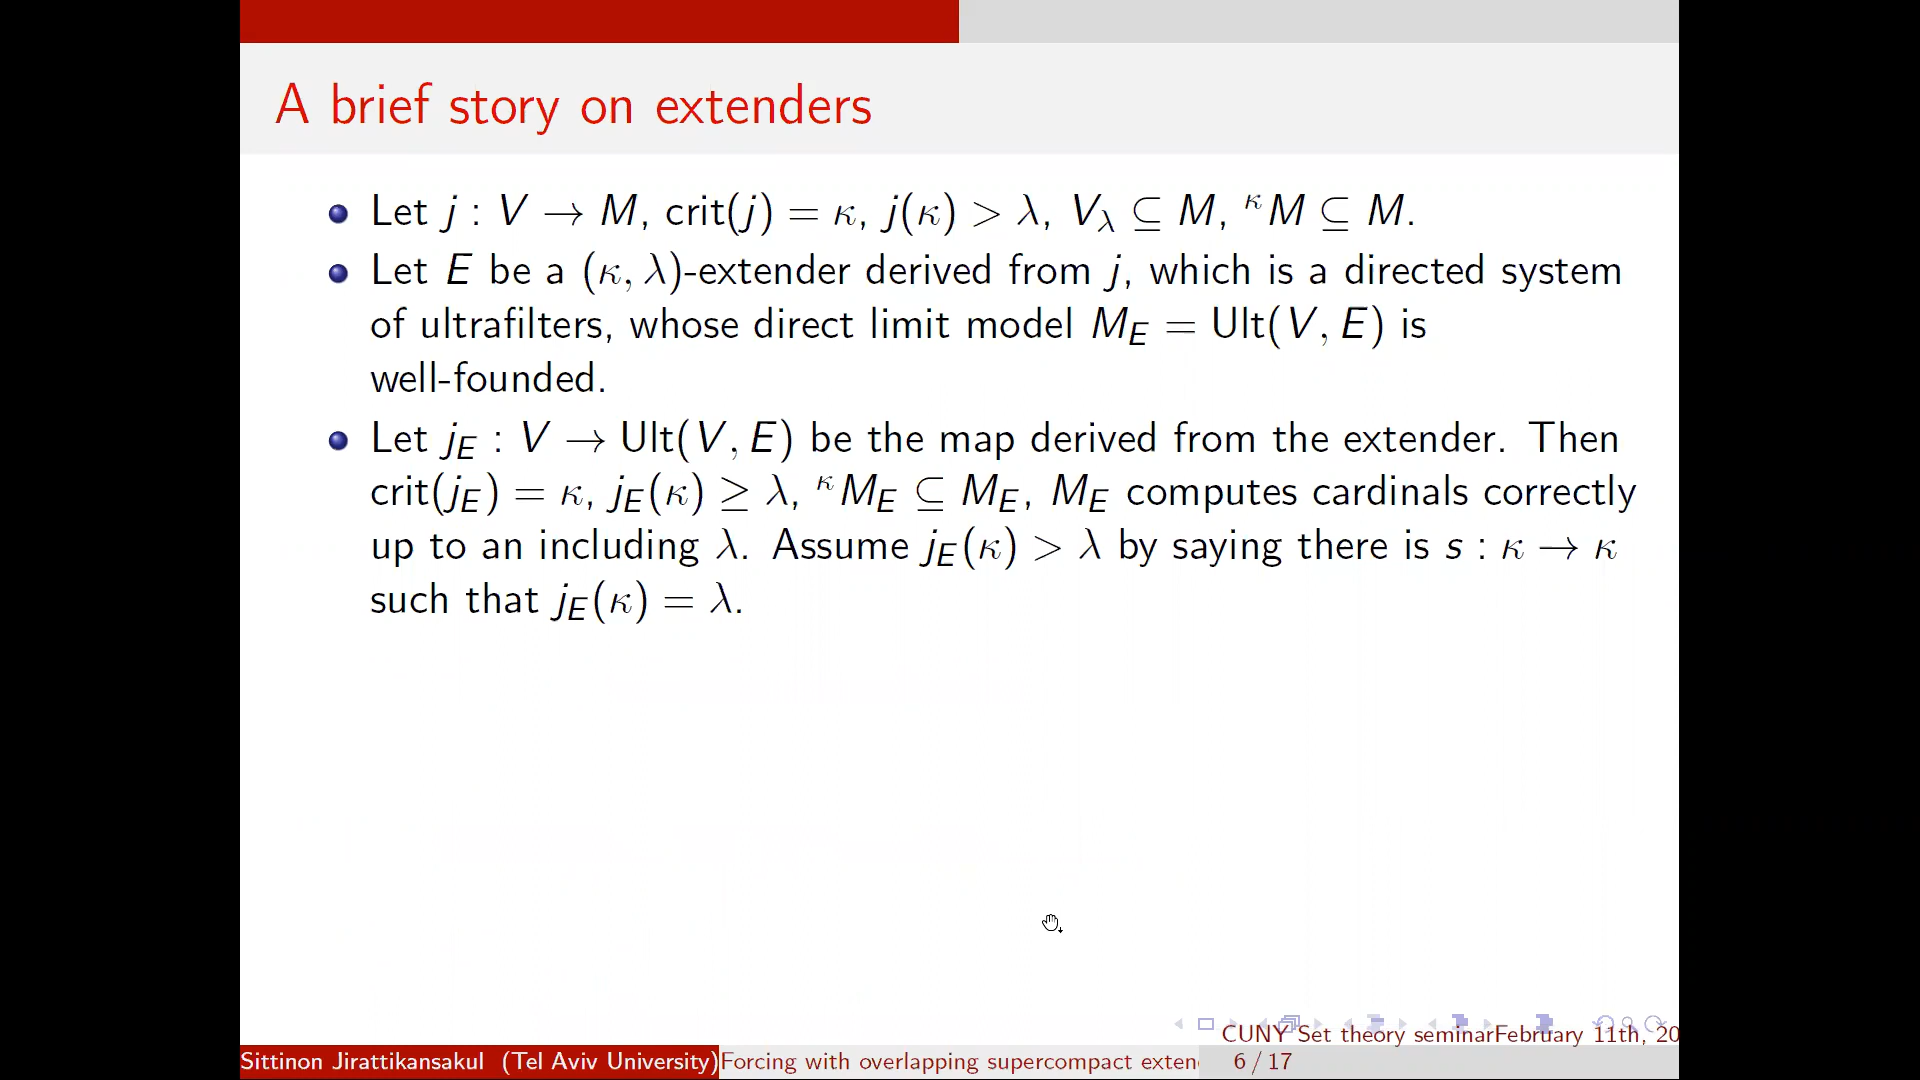 A brief story on extenders
Let j : V → M, crit(j) = κ, j(κ) > λ, V_λ ⊆ M, ^κM ⊆ M.
Let E be a (κ, λ)-extender derived from j, which is a directed system
of ultrafilters, whose direct limit model M_E = Ult(V, E) is
well-founded.
Let j_E : V → Ult(V, E) be the map derived from the extender. Then
crit(j_E) = κ, j_E(κ) ≥ λ, ^κM_E ⊆ M_E, M_E computes cardinals correctly
up to an including λ. Assume j_E(κ) > λ by saying there is s : κ → κ
such that j_E(κ) = λ.
CUNY Set theory seminarFebruary 11th, 20
Sittinon Jirattikansakul (Tel Aviv University) Forcing with overlapping supercompact exten 6 / 17